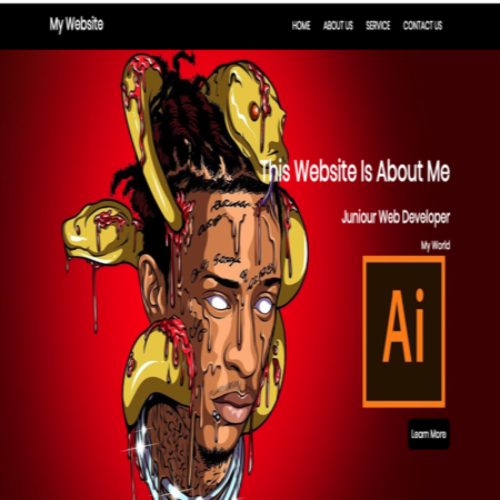 My Website
HOME ABOUT US SERVICE CONTACT US
This Website Is About Me
Juniour Web Developer
My World
Ai
Learn More